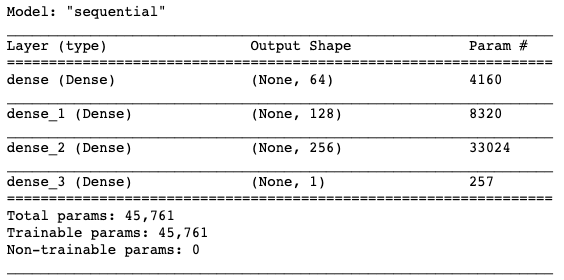 Model: "sequential"
Layer (type) Output Shape Param #
dense (Dense) (None, 64) 4160
dense_1 (Dense) (None, 128) 8320
dense_2 (Dense) (None, 256) 33024
dense_3 (Dense) (None, 1) 257
Total params: 45,761
Trainable params: 45,761
Non-trainable params: 0